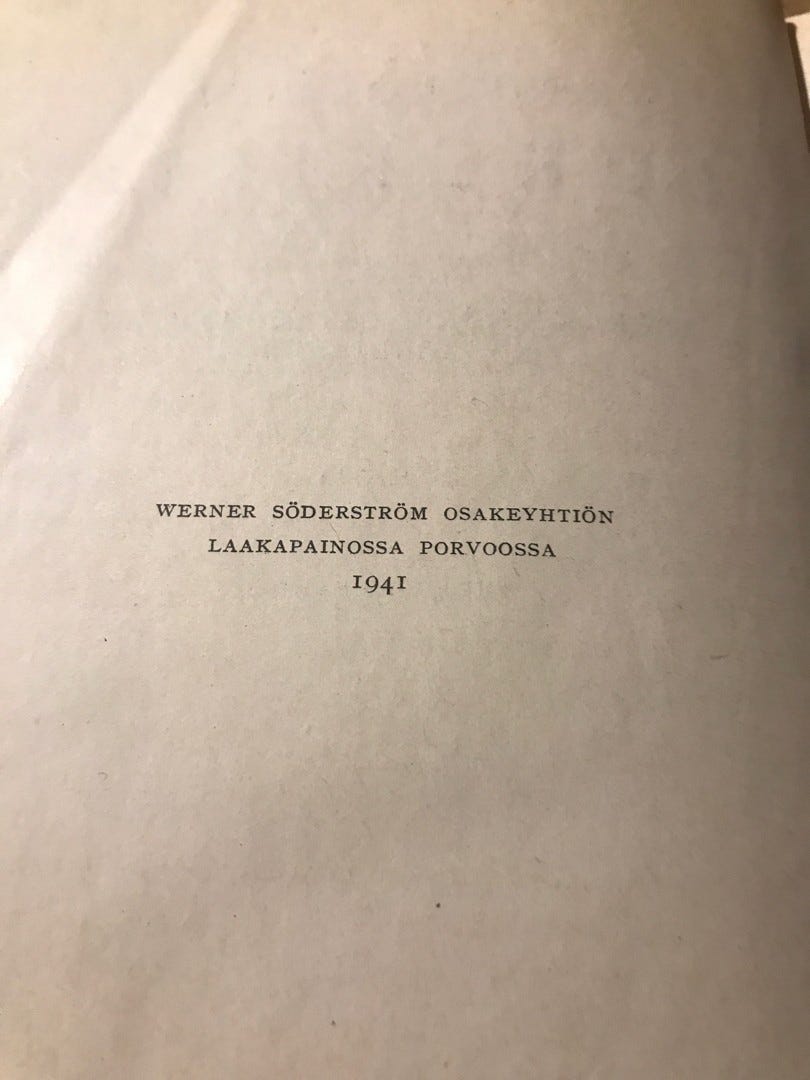 WERNER SÖDERSTRÖM OSAKEYHTIÖN
LAAKAPAINOSSA PORVOOSSA
1941